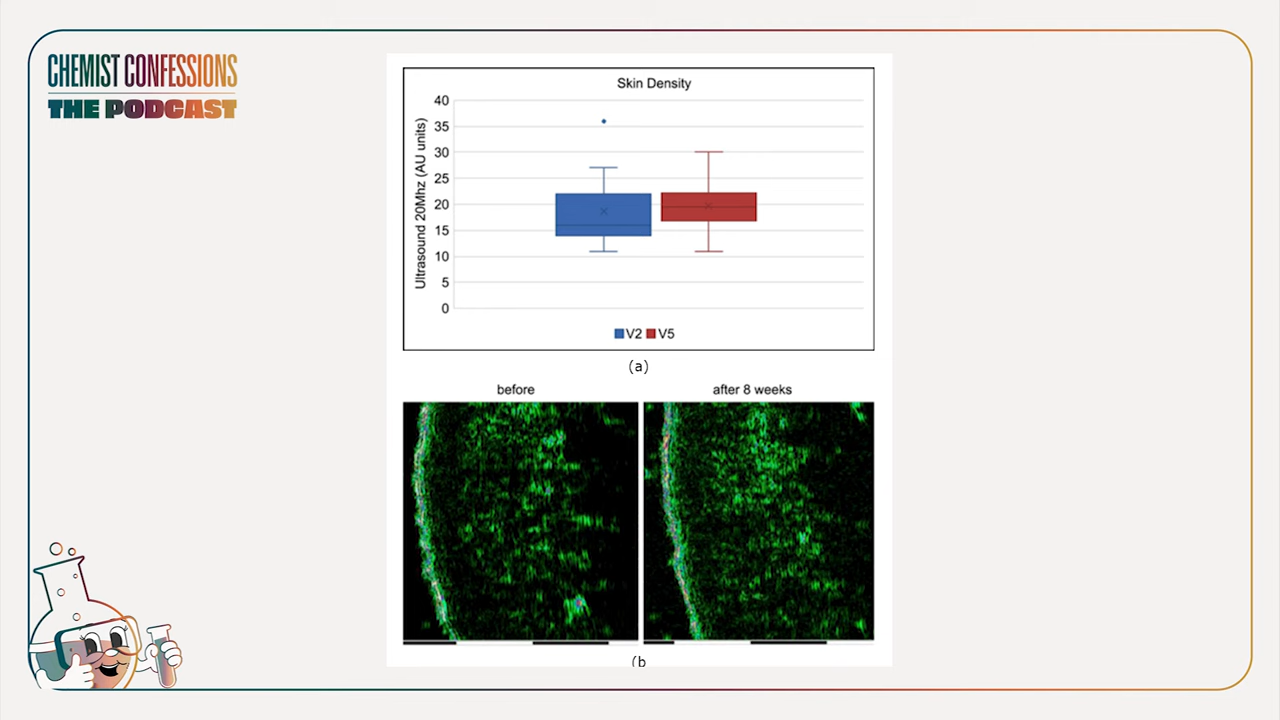 CHEMIST CONFESSIONS
THE PODCAST
Skin Density
Ultrasound 20Mhz (AU units)
40
35
30
25
20
15
10
5
0
V2 V5
(a)
before after 8 weeks
(b